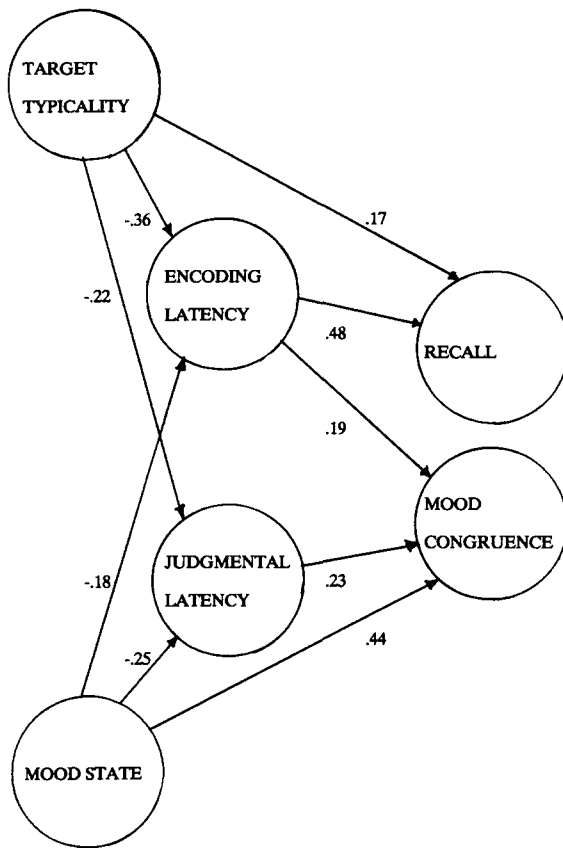 TARGET
TYPICALITY
-.36
.17
ENCODING
LATENCY
-.22
.48
RECALL
.19
MOOD
CONGRUENCE
JUDGMENTAL
LATENCY
.23
-.18
.44
-.25
MOOD STATE